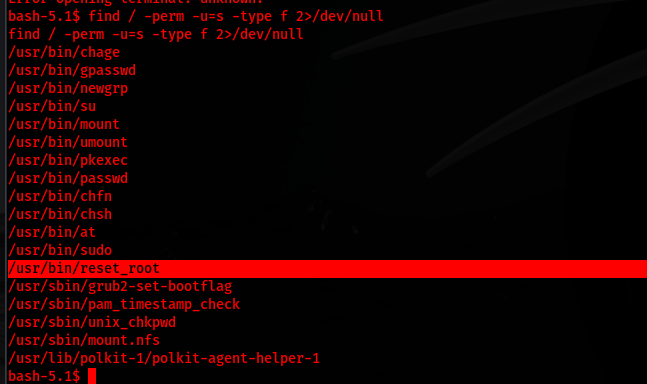 Error opening terminal: unknown.
bash-5.1$ find / -perm -u=s -type f 2>/dev/null
find / -perm -u=s -type f 2>/dev/null
/usr/bin/chage
/usr/bin/gpasswd
/usr/bin/newgrp
/usr/bin/su
/usr/bin/mount
/usr/bin/umount
/usr/bin/pkexec
/usr/bin/passwd
/usr/bin/chfn
/usr/bin/chsh
/usr/bin/at
/usr/bin/sudo
/usr/bin/reset_root
/usr/sbin/grub2-set-bootflag
/usr/sbin/pam_timestamp_check
/usr/sbin/unix_chkpwd
/usr/sbin/mount.nfs
/usr/lib/polkit-1/polkit-agent-helper-1
bash-5.1$